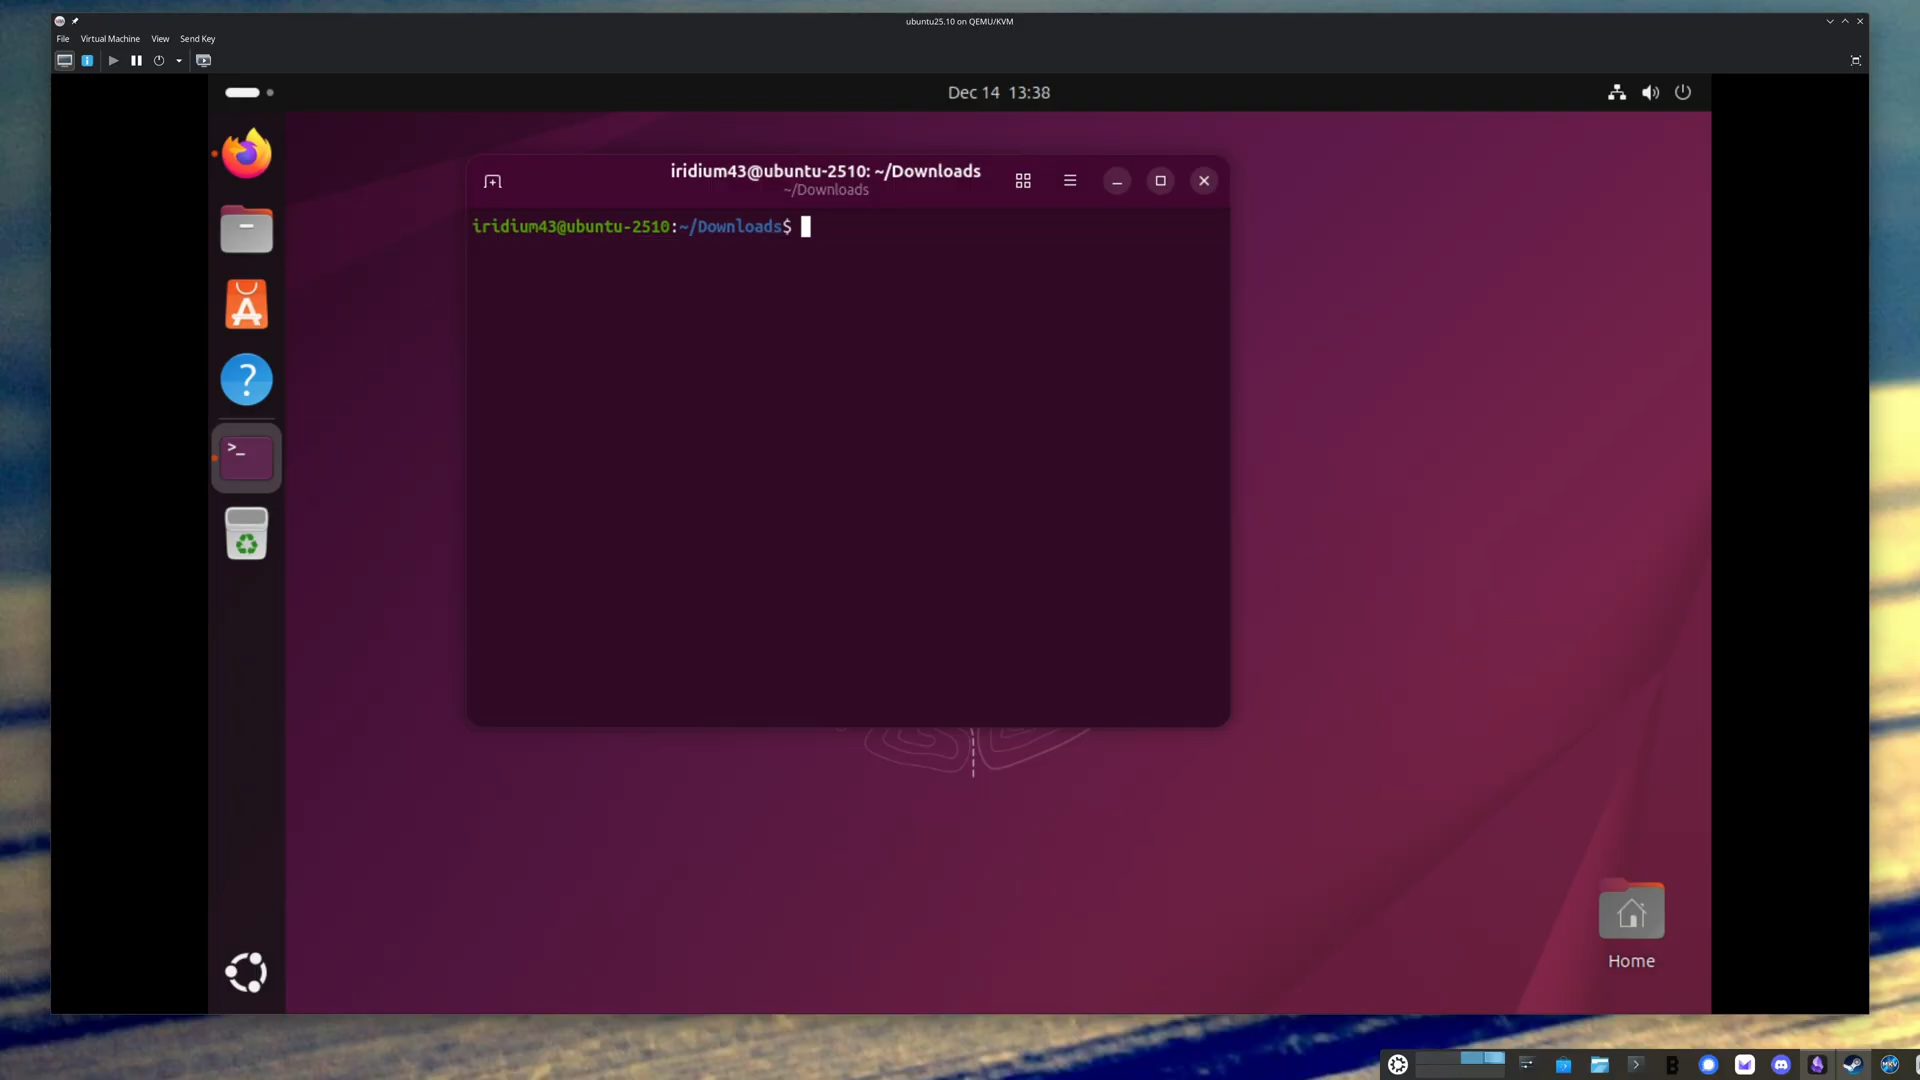 ubuntu25.10 on QEMU/KVM
File Virtual Machine View Send Key
Dec 14 13:38
iridium43@ubuntu-2510: ~/Downloads
~/Downloads
iridium43@ubuntu-2510:~/Downloads$
Home